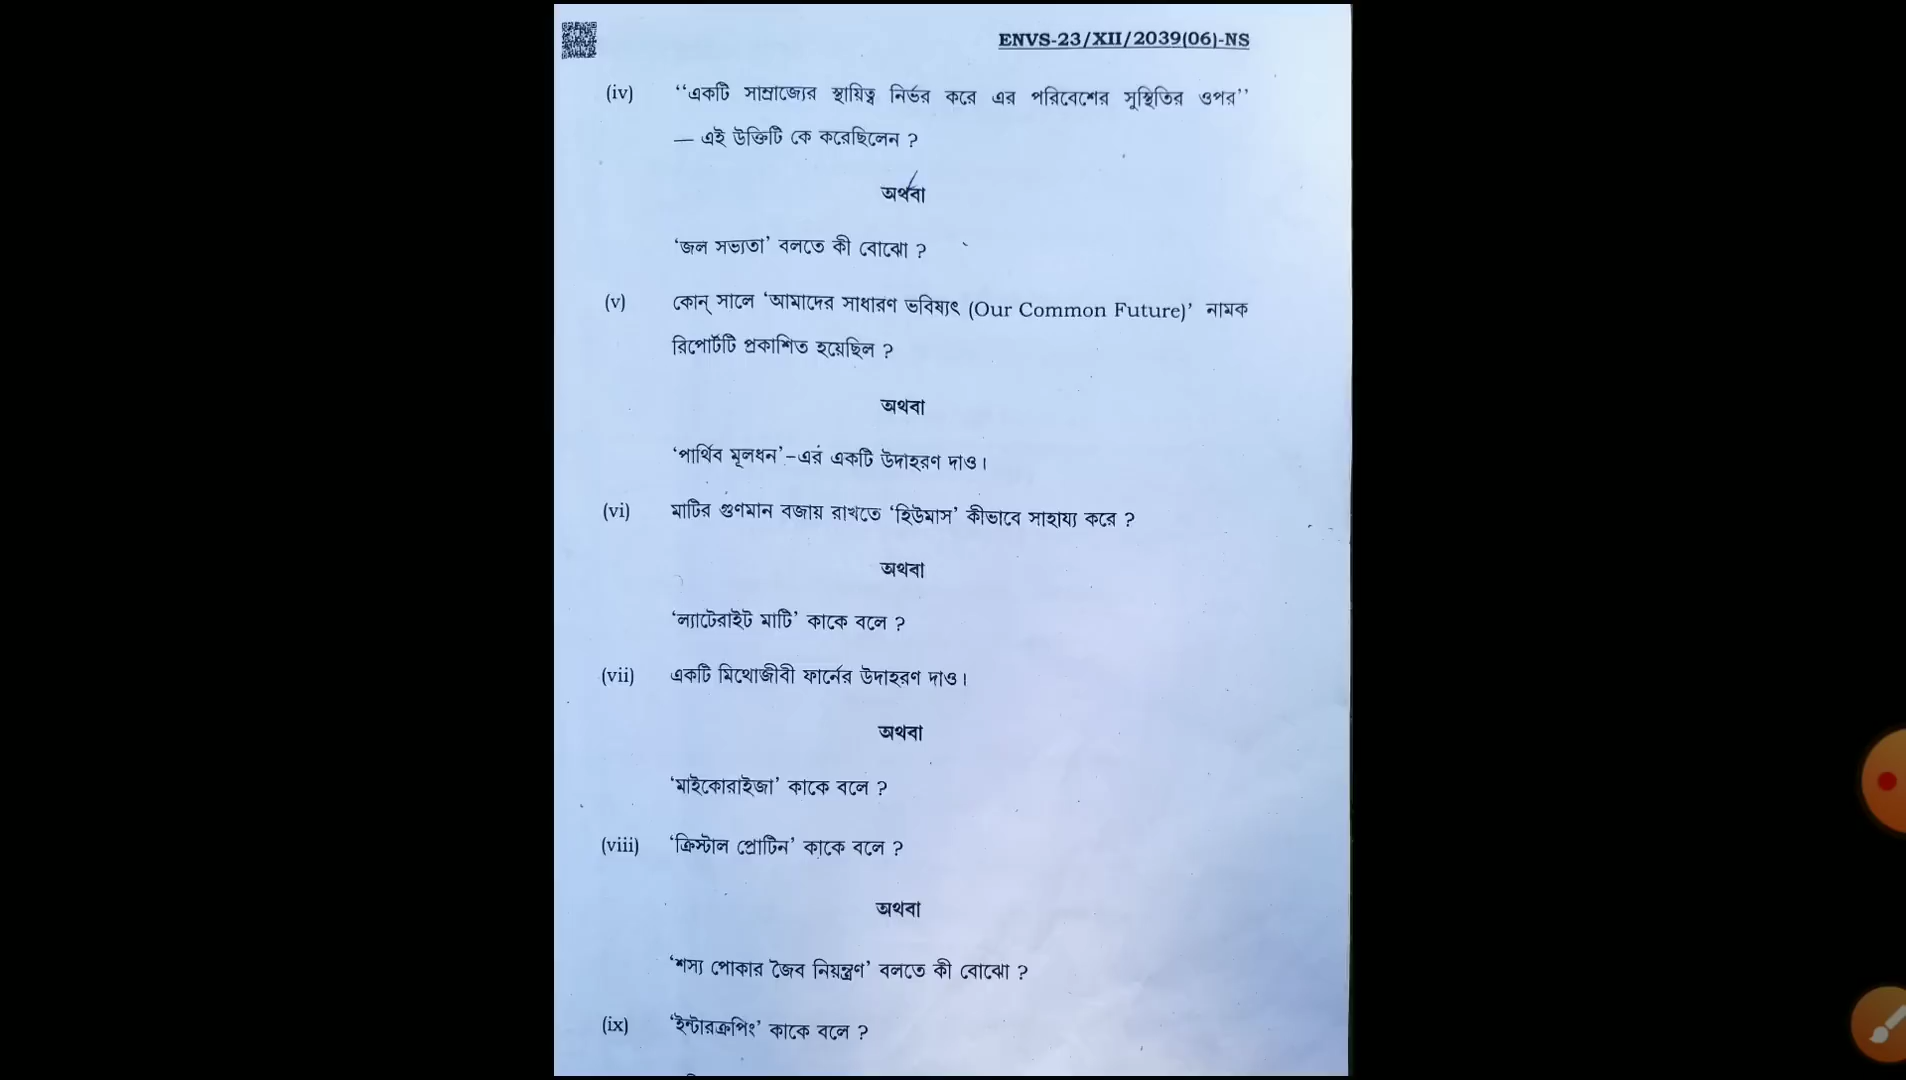 ENVS-23/XII/2039(06)-NS
(iv) ‘‘একটি সাম্রাজ্যের স্থায়িত্ব নির্ভর করে এর পরিবেশের সুস্থিতির ওপর’’
— এই উক্তিটি কে করেছিলেন ?
অথবা
‘জল সভ্যতা’ বলতে কী বোঝো ?
(v) কোন্ সালে ‘আমাদের সাধারণ ভবিষ্যৎ (Our Common Future)’ নামক
রিপোর্টটি প্রকাশিত হয়েছিল ?
অথবা
‘পার্থিব মূলধন’-এর একটি উদাহরণ দাও।
(vi) মাটির গুণমান বজায় রাখতে ‘হিউমাস’ কীভাবে সাহায্য করে ?
অথবা
‘ল্যাটেরাইট মাটি’ কাকে বলে ?
(vii) একটি মিথোজীবী ফার্নের উদাহরণ দাও।
অথবা
‘মাইকোরাইজা’ কাকে বলে ?
(viii) ‘ক্রিস্টাল প্রোটিন’ কাকে বলে ?
অথবা
‘শস্য পোকার জৈব নিয়ন্ত্রণ’ বলতে কী বোঝো ?
(ix) ‘ইন্টারক্রপিং’ কাকে বলে ?